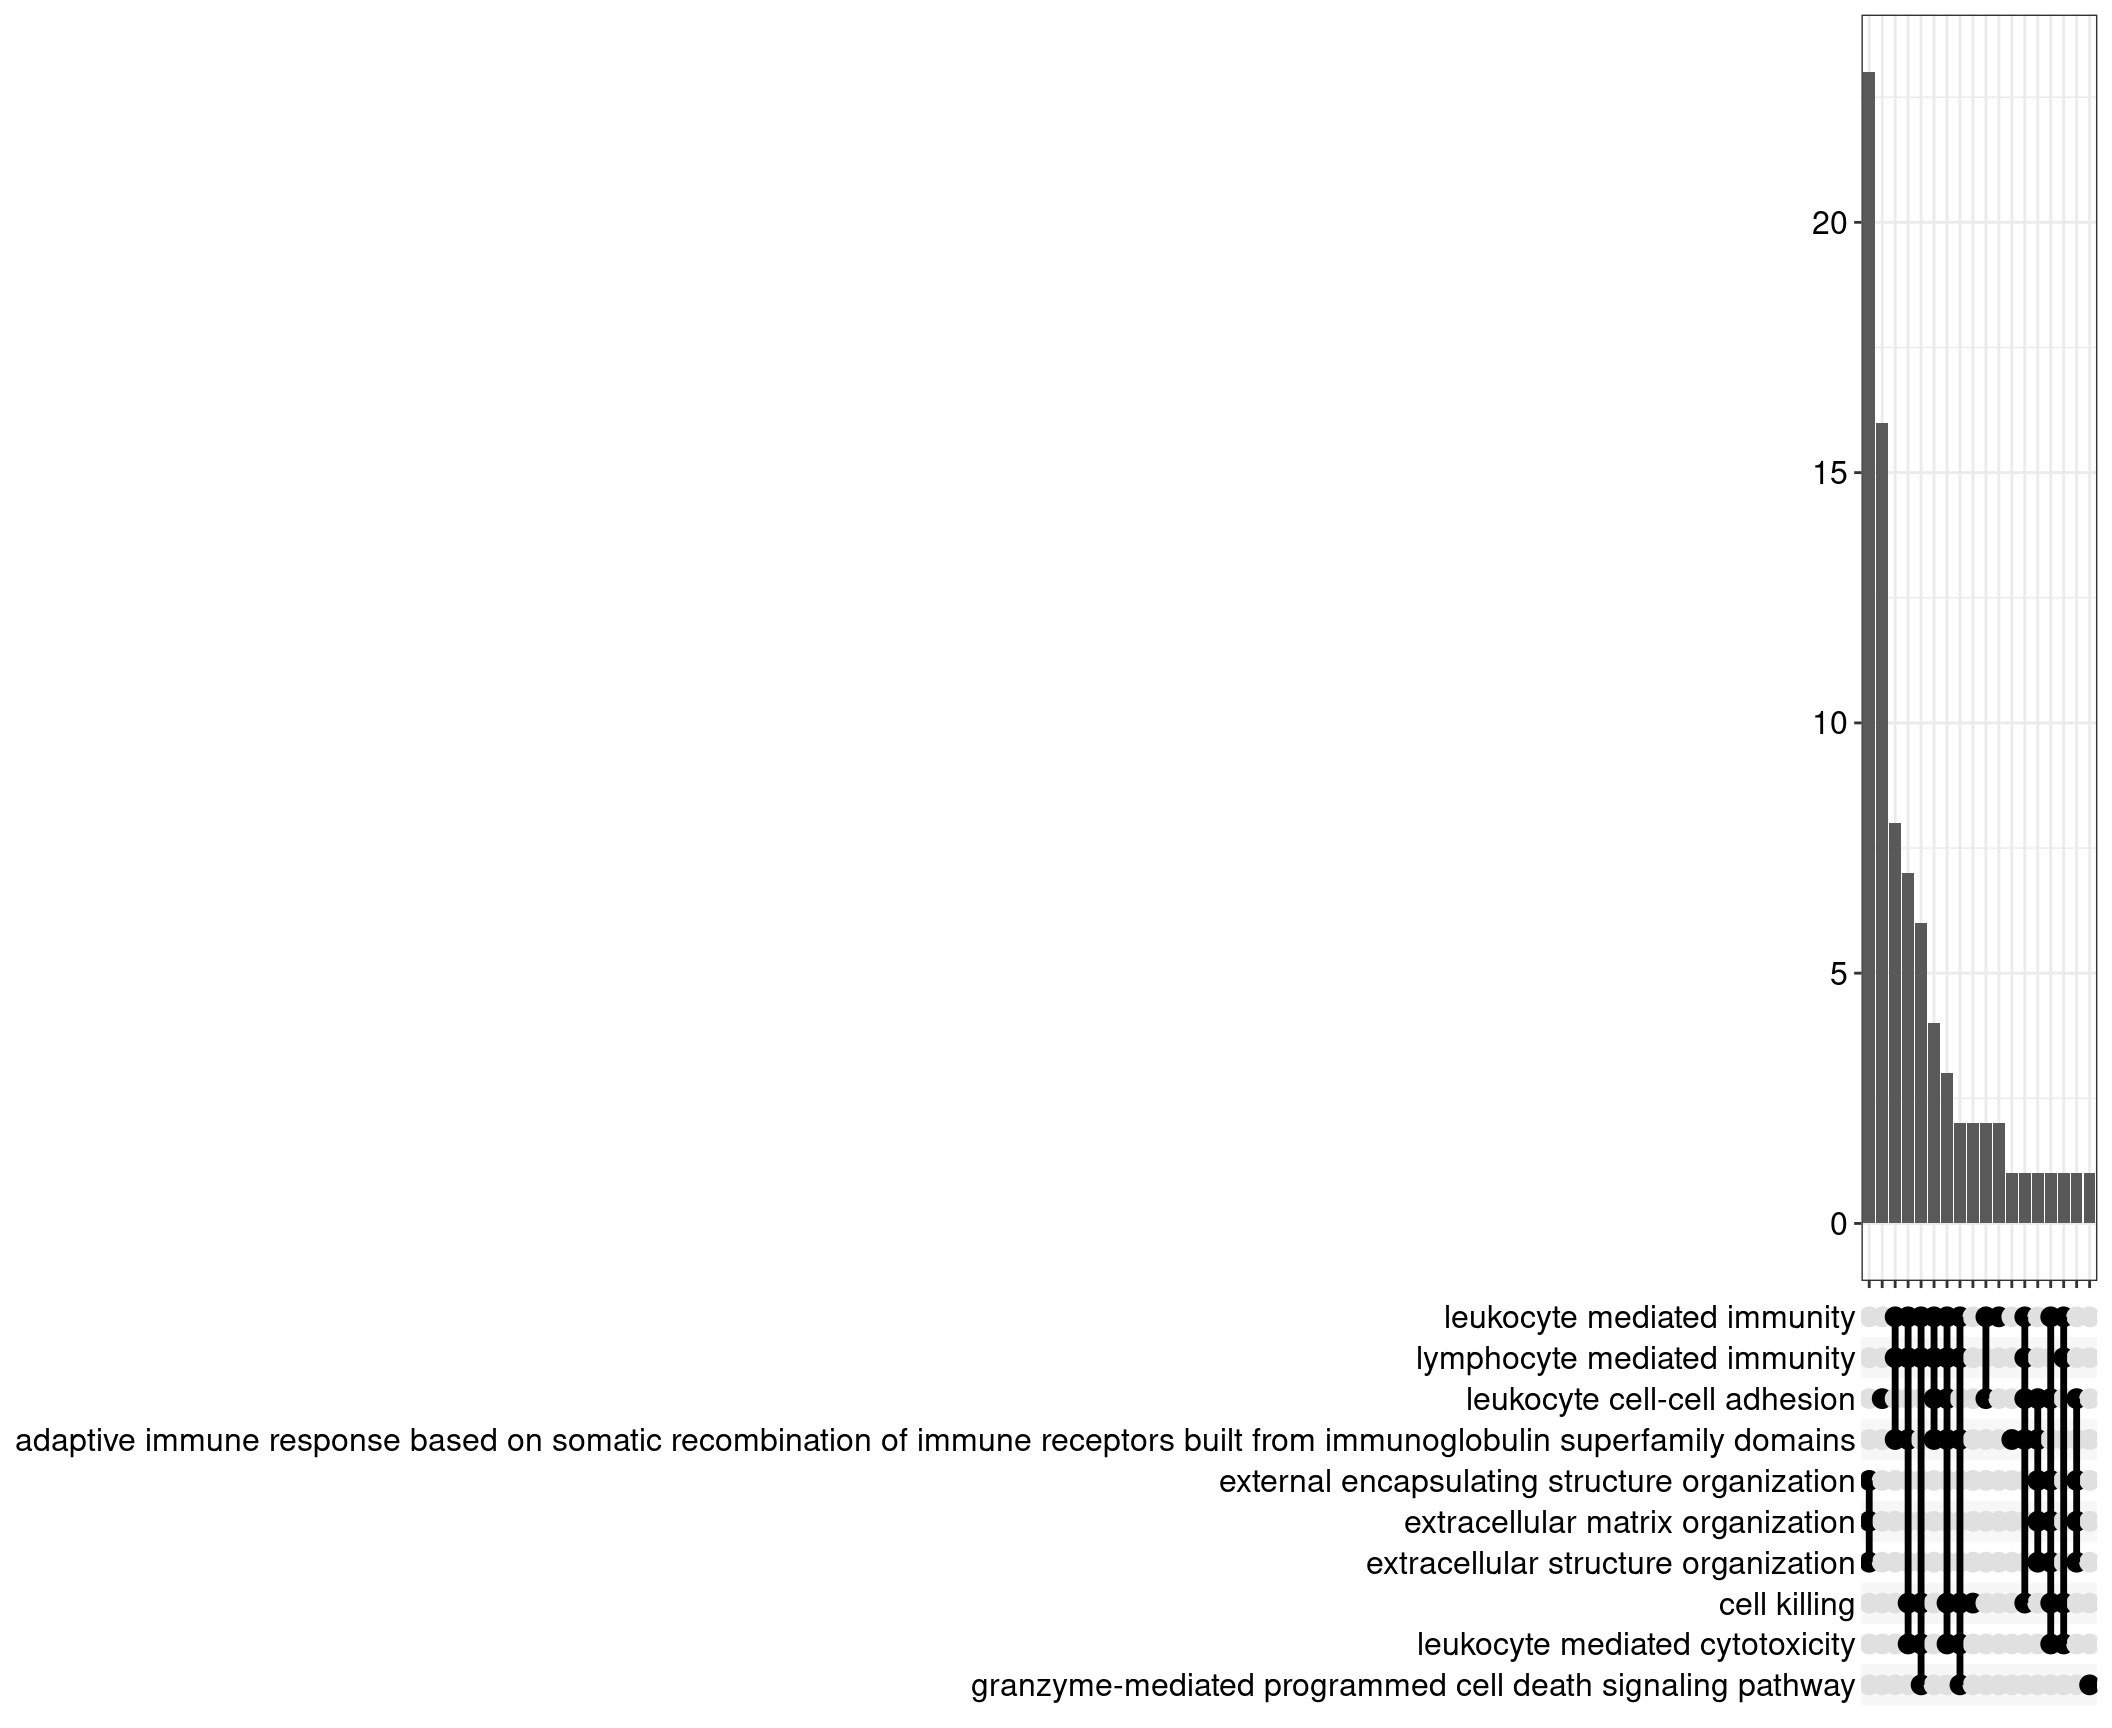 20
15
10
5
0
leukocyte mediated immunity
lymphocyte mediated immunity
leukocyte cell-cell adhesion
adaptive immune response based on somatic recombination of immune receptors built from immunoglobulin superfamily domains
external encapsulating structure organization
extracellular matrix organization
extracellular structure organization
cell killing
leukocyte mediated cytotoxicity
granzyme-mediated programmed cell death signaling pathway